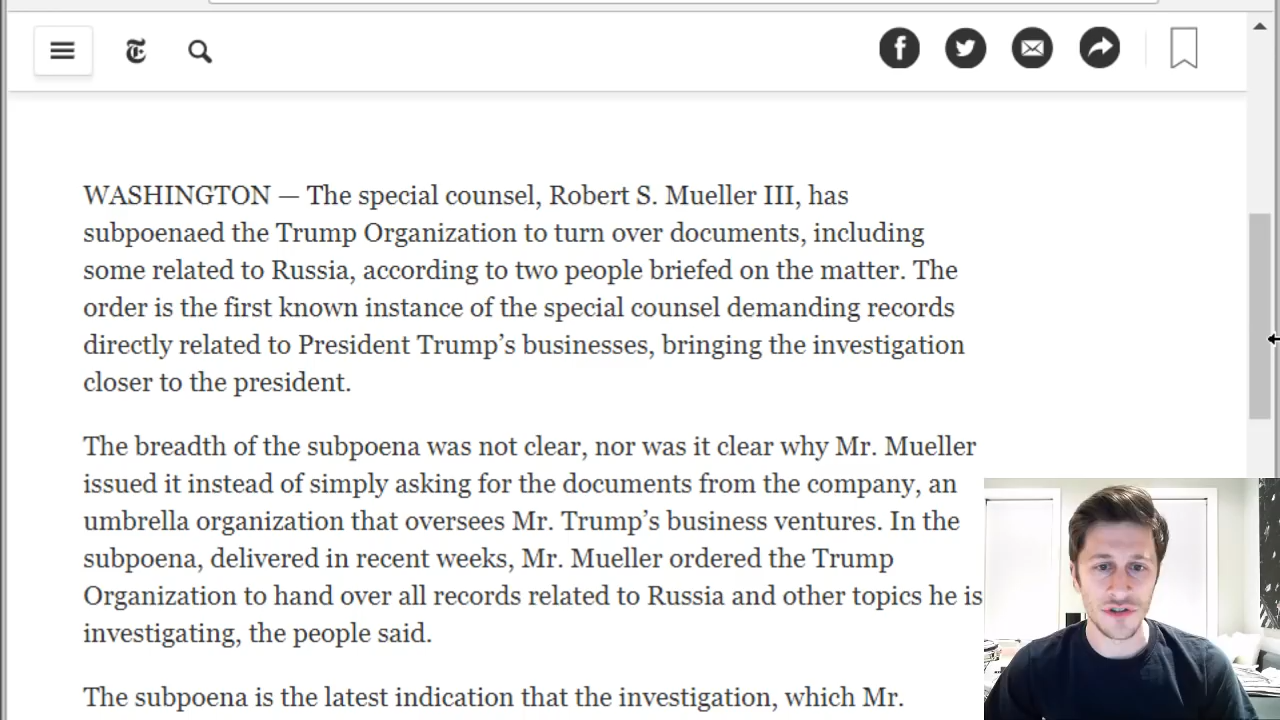 WASHINGTON — The special counsel, Robert S. Mueller III, has
subpoenaed the Trump Organization to turn over documents, including
some related to Russia, according to two people briefed on the matter. The
order is the first known instance of the special counsel demanding records
directly related to President Trump’s businesses, bringing the investigation
closer to the president.
The breadth of the subpoena was not clear, nor was it clear why Mr. Mueller
issued it instead of simply asking for the documents from the company, an
umbrella organization that oversees Mr. Trump’s business ventures. In the
subpoena, delivered in recent weeks, Mr. Mueller ordered the Trump
Organization to hand over all records related to Russia and other topics he is
investigating, the people said.
The subpoena is the latest indication that the investigation, which Mr.